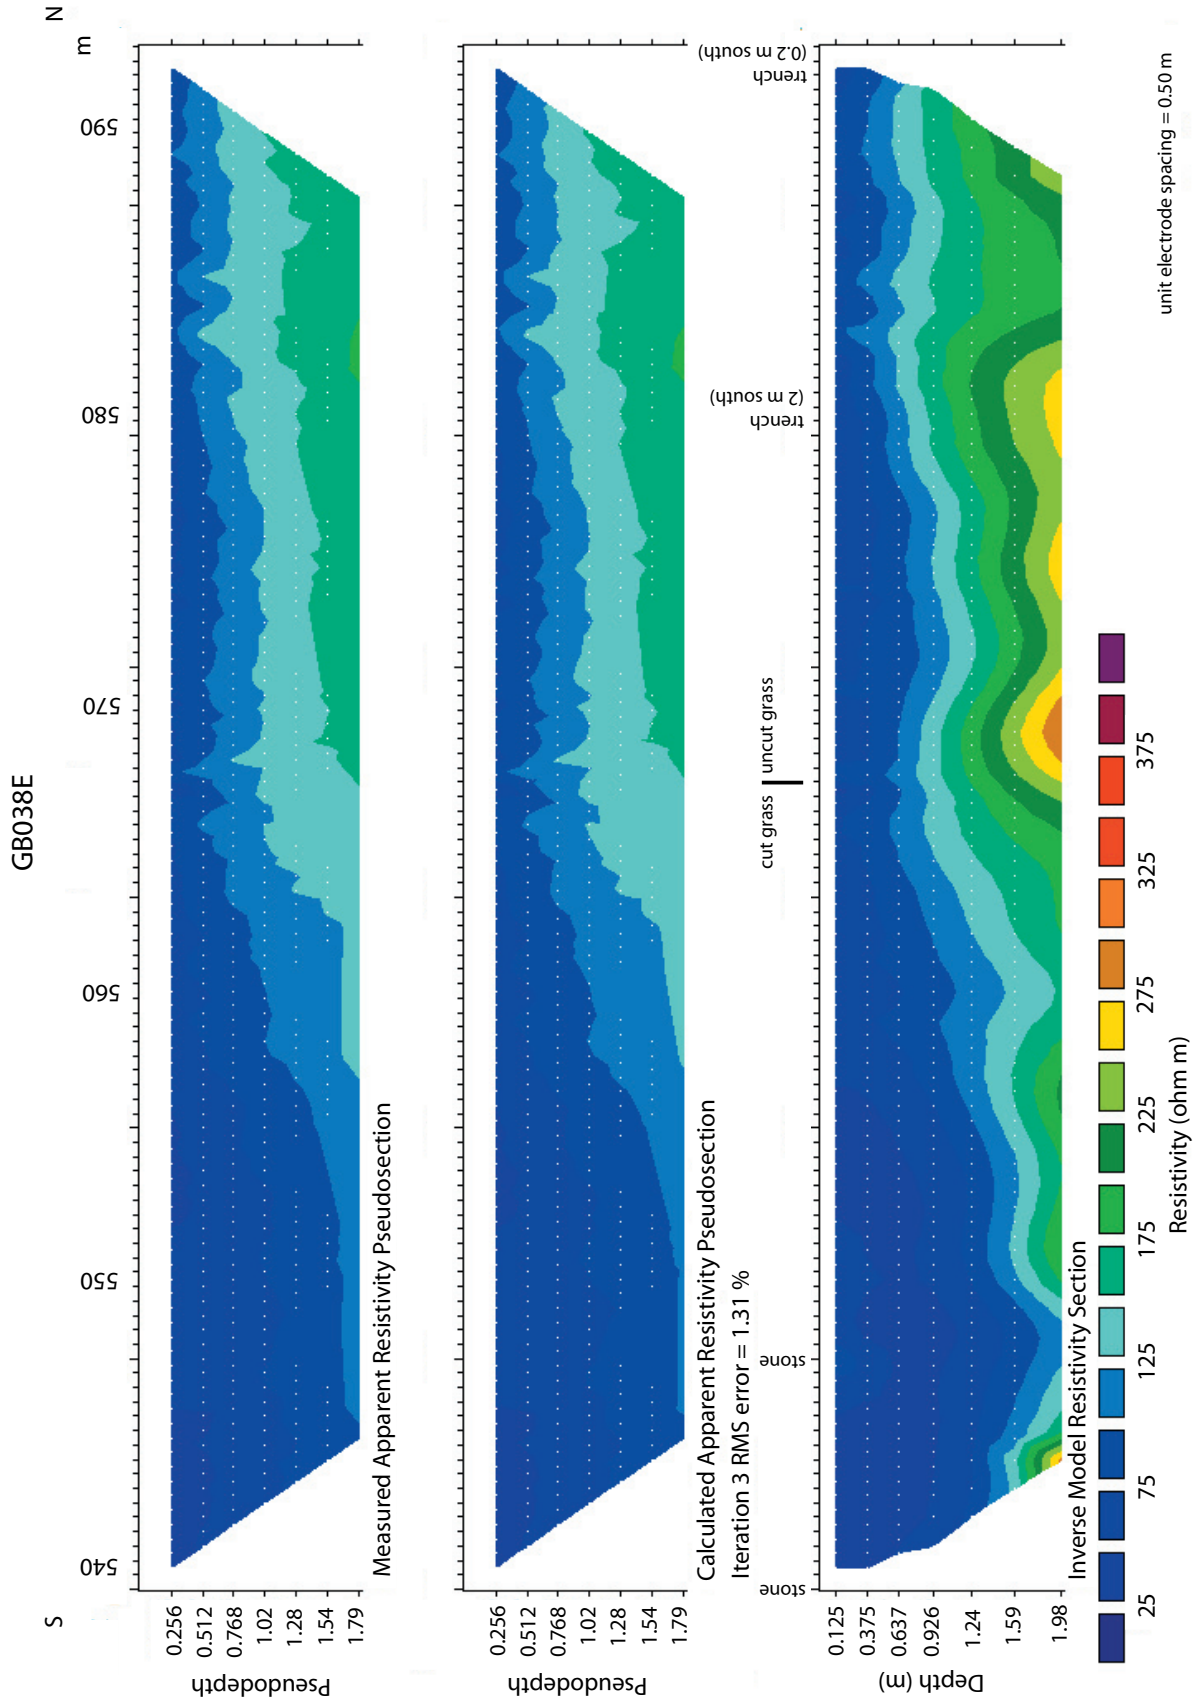 GB038E
S
N
540
550
560
570
580
590
m
Pseudodepth
0.256
0.512
0.768
1.02
1.28
1.54
1.79
Measured Apparent Resistivity Pseudosection
Pseudodepth
0.256
0.512
0.768
1.02
1.28
1.54
1.79
Calculated Apparent Resistivity Pseudosection
Iteration 3 RMS error = 1.31 %
stone
stone
cut grass
uncut grass
trench
(2 m south)
trench
(0.2 m south)
Depth (m)
0.125
0.375
0.637
0.926
1.24
1.59
1.98
Inverse Model Resistivity Section
25
75
125
175
225
275
325
375
Resistivity (ohm m)
unit electrode spacing = 0.50 m